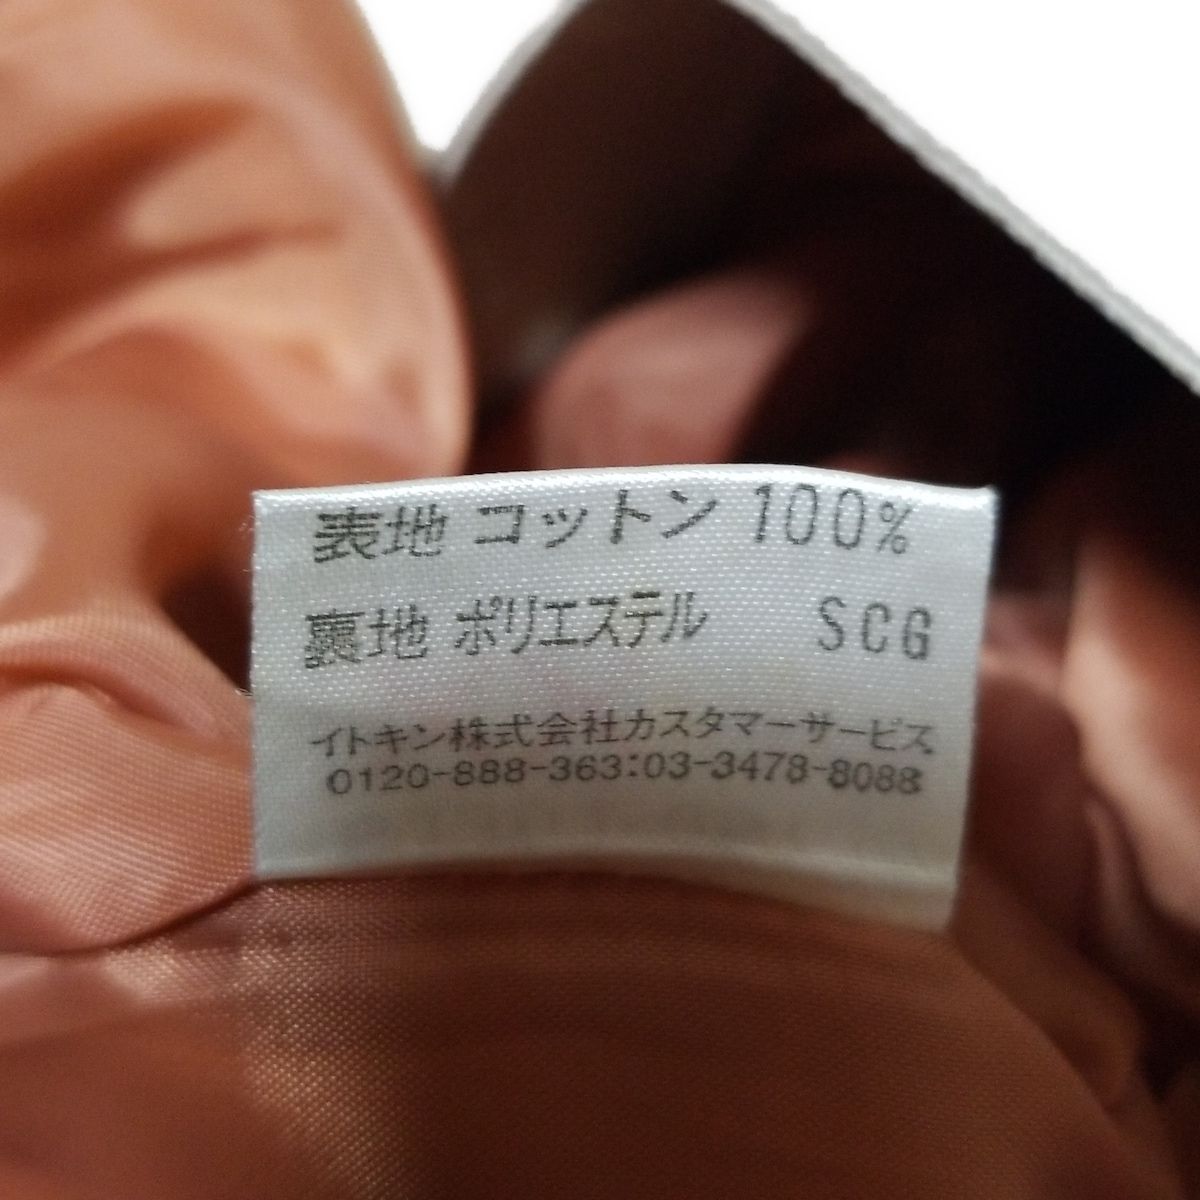 表地 コットン 100%
裏地 ポリエステル SCG
イトキン株式会社カスタマーサービス
0120-888-363:03-3478-8088